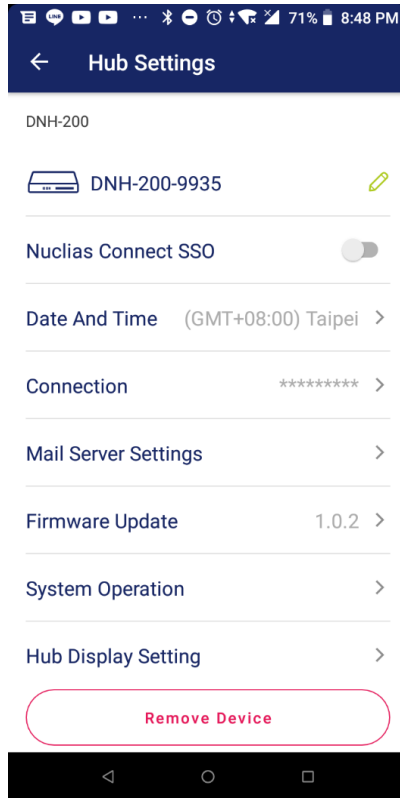 LINE 71% 8:48 PM
Hub Settings
DNH-200
DNH-200-9935
Nuclias Connect SSO
Date And Time (GMT+08:00) Taipei
Connection *********
Mail Server Settings
Firmware Update 1.0.2
System Operation
Hub Display Setting
Remove Device